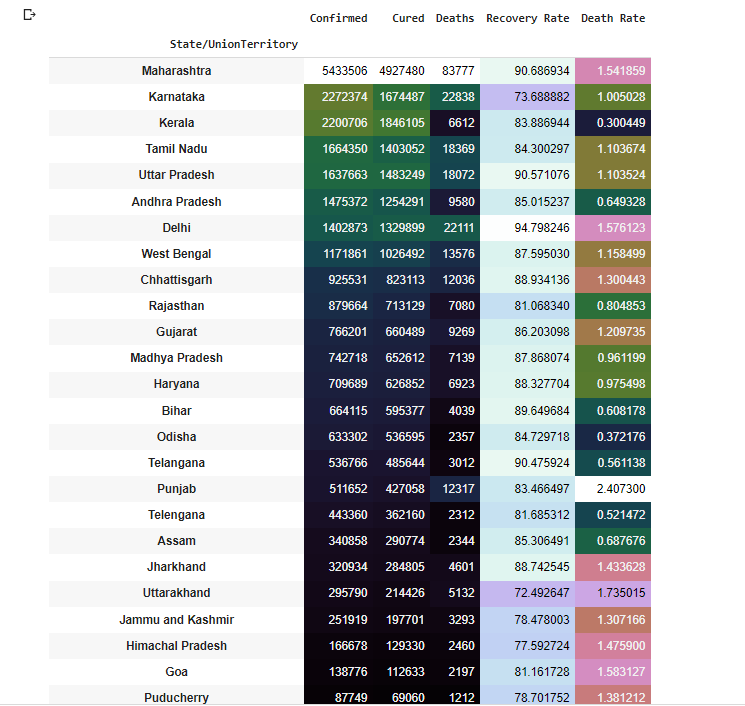 Confirmed Cured Deaths Recovery Rate Death Rate
State/UnionTerritory
Maharashtra 5433506 4927480 83777 90.686934 1.541859
Karnataka 2272374 1674487 22838 73.688882 1.005028
Kerala 2200706 1846105 6612 83.886944 0.300449
Tamil Nadu 1664350 1403052 18369 84.300297 1.103674
Uttar Pradesh 1637663 1483249 18072 90.571076 1.103524
Andhra Pradesh 1475372 1254291 9580 85.015237 0.649328
Delhi 1402873 1329899 22111 94.798246 1.576123
West Bengal 1171861 1026492 13576 87.595030 1.158499
Chhattisgarh 925531 823113 12036 88.934136 1.300443
Rajasthan 879664 713129 7080 81.068340 0.804853
Gujarat 766201 660489 9269 86.203098 1.209735
Madhya Pradesh 742718 652612 7139 87.868074 0.961199
Haryana 709689 626852 6923 88.327704 0.975498
Bihar 664115 595377 4039 89.649684 0.608178
Odisha 633302 536595 2357 84.729718 0.372176
Telangana 536766 485644 3012 90.475924 0.561138
Punjab 511652 427058 12317 83.466497 2.407300
Telengana 443360 362160 2312 81.685312 0.521472
Assam 340858 290774 2344 85.306491 0.687676
Jharkhand 320934 284805 4601 88.742545 1.433628
Uttarakhand 295790 214426 5132 72.492647 1.735015
Jammu and Kashmir 251919 197701 3293 78.478003 1.307166
Himachal Pradesh 166678 129330 2460 77.592724 1.475900
Goa 138776 112633 2197 81.161728 1.583127
Puducherry 87749 69060 1212 78.701752 1.381212